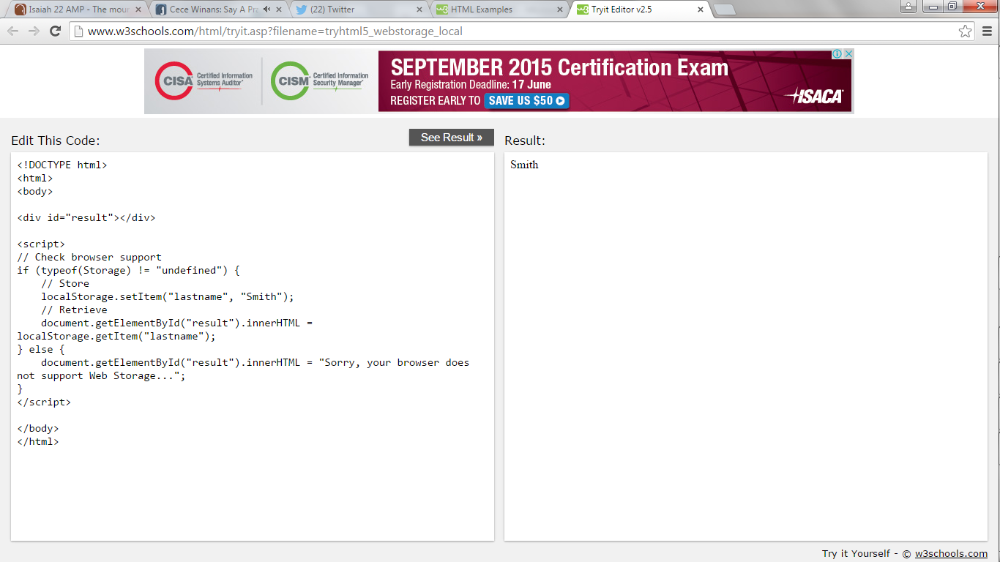 Isaiah 22 AMP - The moun
Cece Winans: Say A Pra
(22) Twitter
HTML Examples
Tryit Editor v2.5
www.w3schools.com/html/tryit.asp?filename=tryhtml5_webstorage_local
CISA® Certified Information Systems Auditor®
CISM® Certified Information Security Manager®
SEPTEMBER 2015 Certification Exam
Early Registration Deadline: 17 June
REGISTER EARLY TO SAVE US $50
ISACA®
Edit This Code:
See Result »
Result:
<!DOCTYPE html>
<html>
<body>
<div id="result"></div>
<script>
// Check browser support
if (typeof(Storage) != "undefined") {
    // Store
    localStorage.setItem("lastname", "Smith");
    // Retrieve
    document.getElementById("result").innerHTML =
localStorage.getItem("lastname");
} else {
    document.getElementById("result").innerHTML = "Sorry, your browser does
not support Web Storage...";
}
</script>
</body>
</html>
Smith
Try it Yourself - © w3schools.com